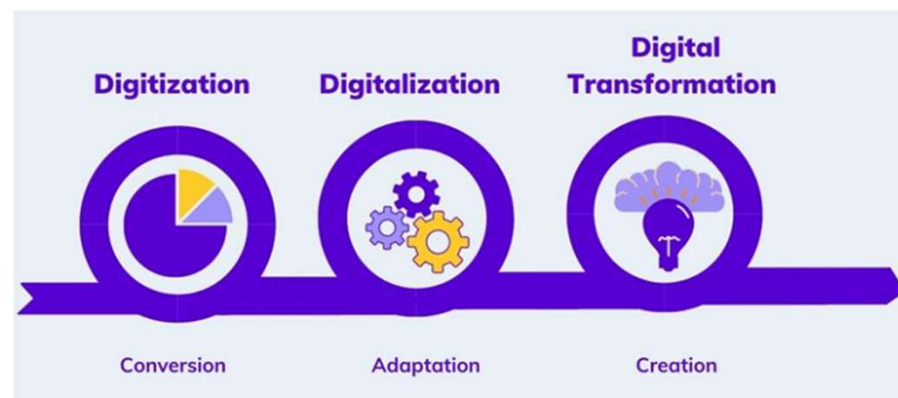 Digitization
Digitalization
Digital
Transformation
Conversion
Adaptation
Creation